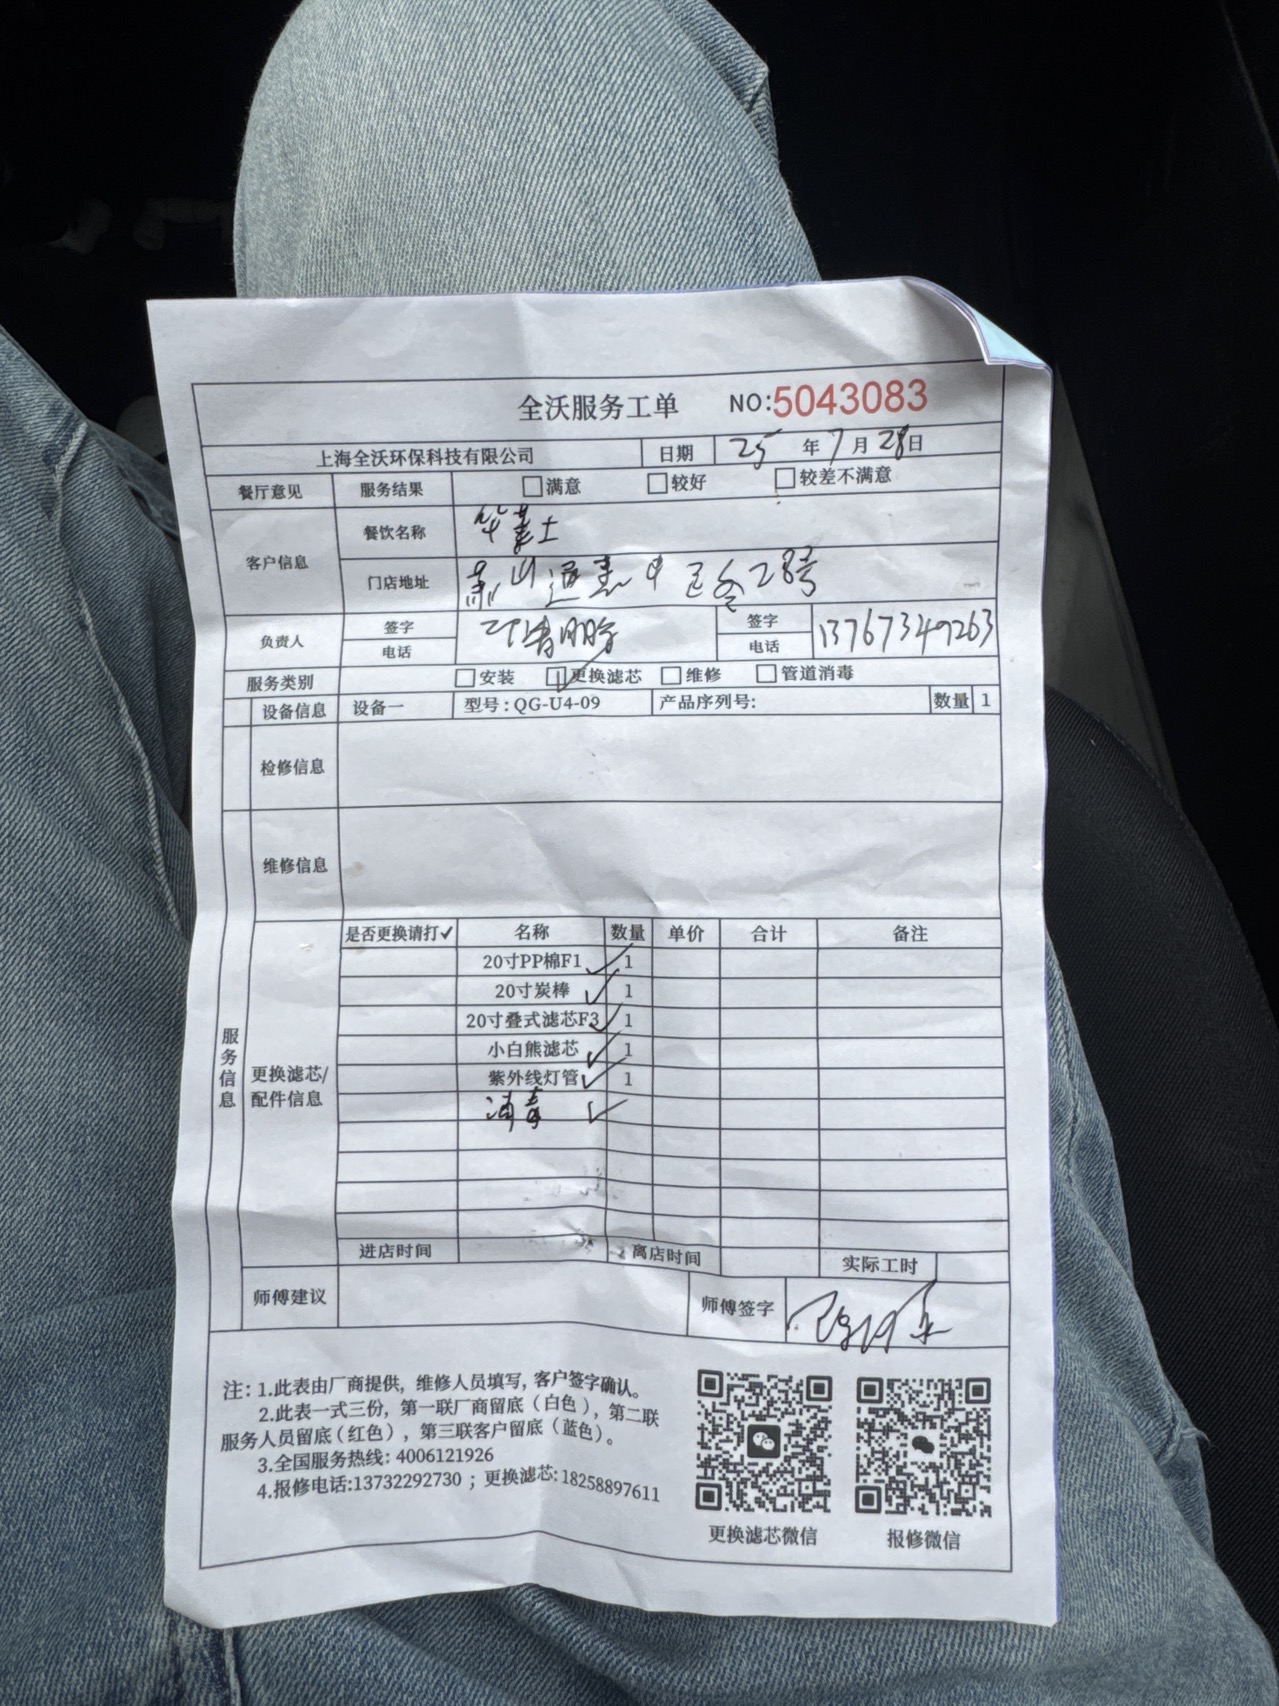 全沃服务工单 NO:5043083
上海全沃环保科技有限公司 日期 25 年 7 月 28 日
餐厅意见 服务结果 满意 较好 较差不满意
客户信息 餐饮名称 华莱士
门店地址 萧山通惠中路28号
负责人 签字 签字
电话 电话 13767349263
服务类别 安装 更换滤芯 维修 管道消毒
设备信息 设备一 型号:QG-U4-09 产品序列号: 数量 1
检修信息
维修信息
服务信息
更换滤芯/配件信息
是否更换请打✓ 名称 数量 单价 合计 备注
20寸PP棉F1 ✓ 1
20寸炭棒 ✓ 1
20寸叠式滤芯F3 ✓ 1
小白熊滤芯 ✓ 1
紫外线灯管 ✓ 1
消毒 ✓
进店时间 离店时间 实际工时
师傅建议 师傅签字
注: 1.此表由厂商提供, 维修人员填写, 客户签字确认。
2.此表一式三份, 第一联厂商留底(白色), 第二联
服务人员留底(红色), 第三联客户留底(蓝色)。
3.全国服务热线: 4006121926
4.报修电话:13732292730 ; 更换滤芯: 18258897611
更换滤芯微信 报修微信